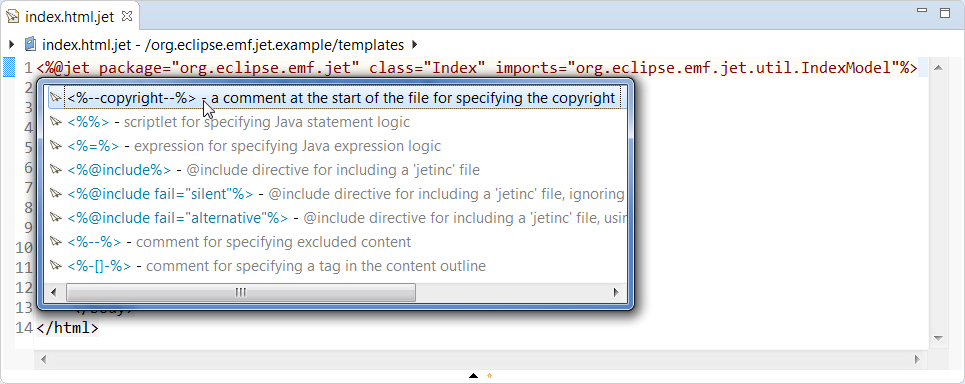 index.html.jet
index.html.jet - /org.eclipse.emf.jet.example/templates
1 <%@jet package="org.eclipse.emf.jet" class="Index" imports="org.eclipse.emf.jet.util.IndexModel"%>
2
3
4
5
6
7
8
9
10
11
12
13 </body>
14 </html>
<%--copyright--%> - a comment at the start of the file for specifying the copyright
<%%> - scriptlet for specifying Java statement logic
<%=%> - expression for specifying Java expression logic
<%@include%> - @include directive for including a 'jetinc' file
<%@include fail="silent"%> - @include directive for including a 'jetinc' file, ignoring
<%@include fail="alternative"%> - @include directive for including a 'jetinc' file, usin
<%--%> - comment for specifying excluded content
<%-[]-%> - comment for specifying a tag in the content outline